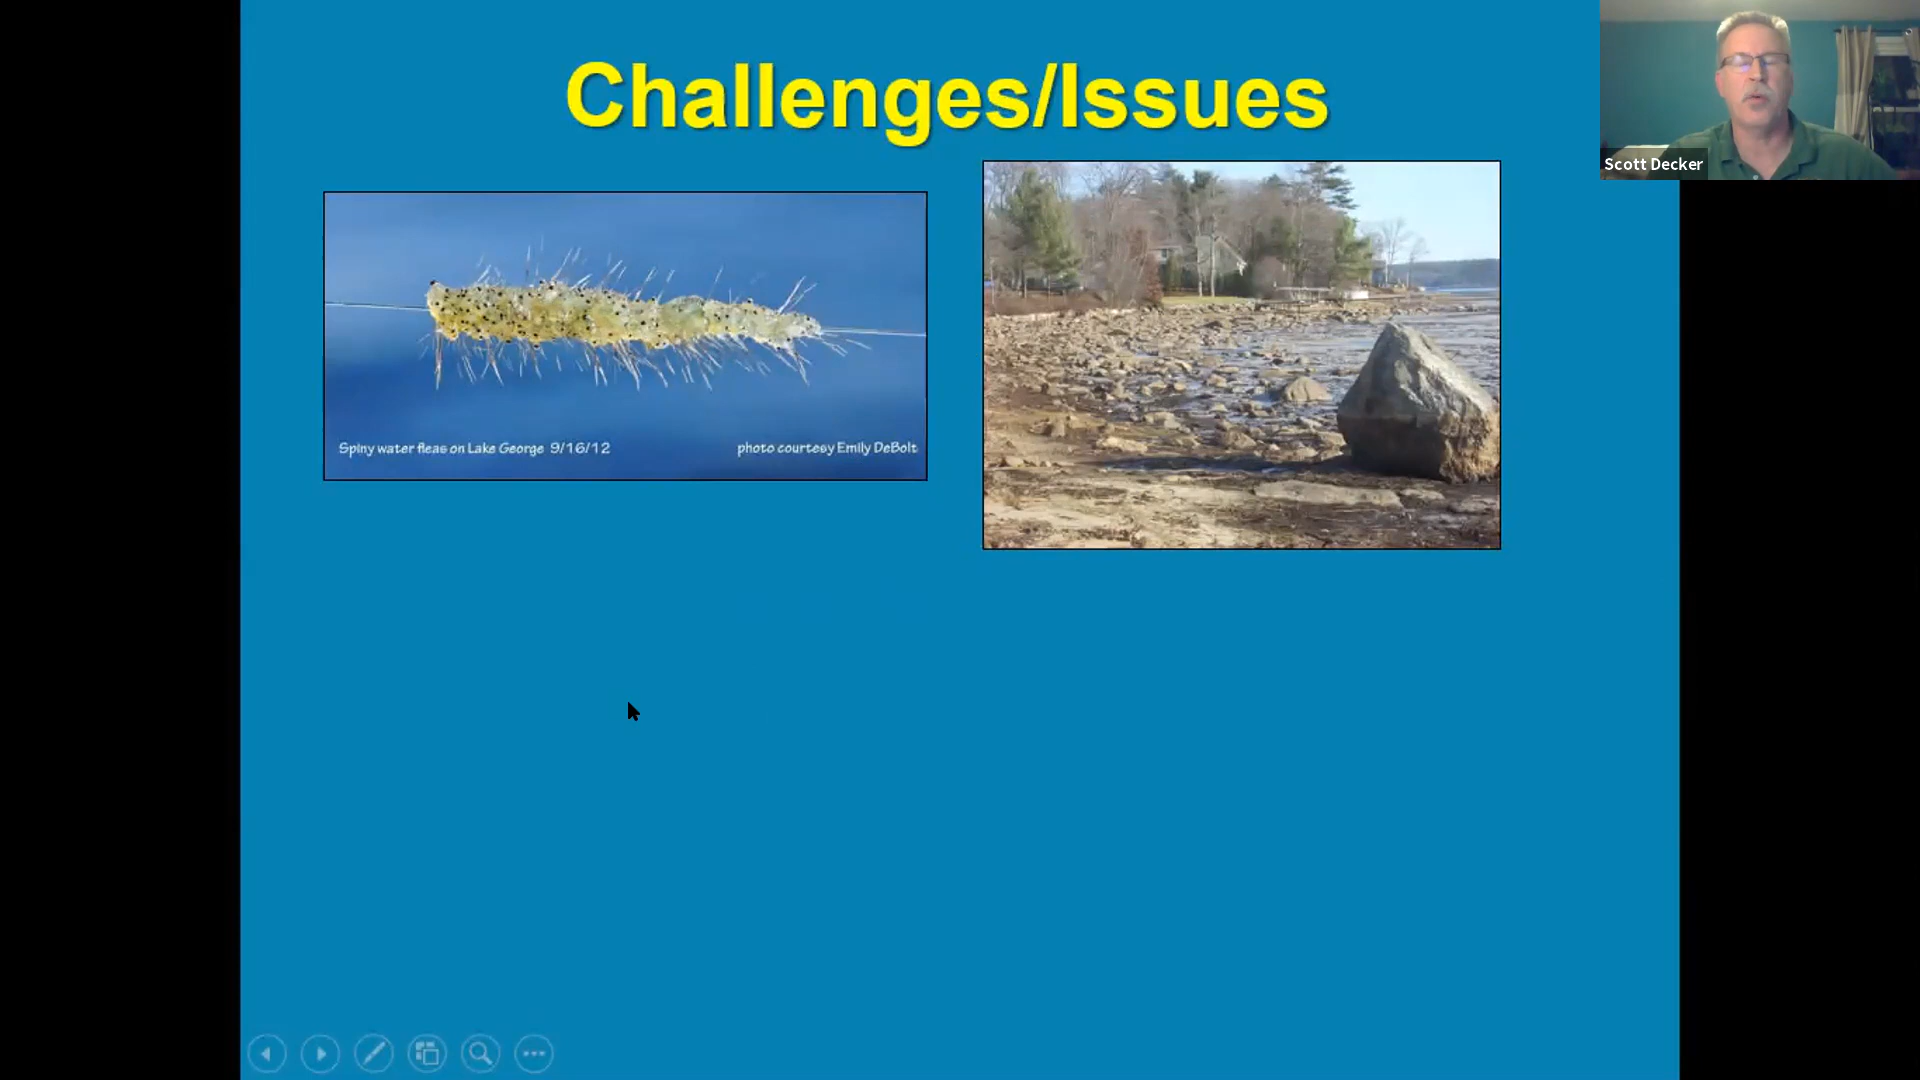 Challenges/Issues
Scott Decker
Spiny water fleas on Lake George 9/16/12
photo courtesy Emily DeBolt